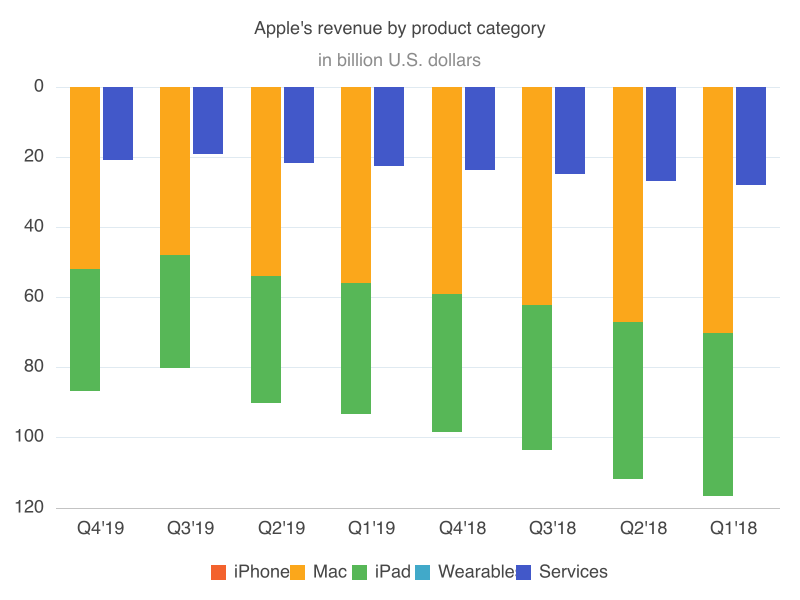 Apple's revenue by product category
in billion U.S. dollars
0
20
40
60
80
100
120
Q4'19 Q3'19 Q2'19 Q1'19 Q4'18 Q3'18 Q2'18 Q1'18
iPhone Mac iPad Wearable Services